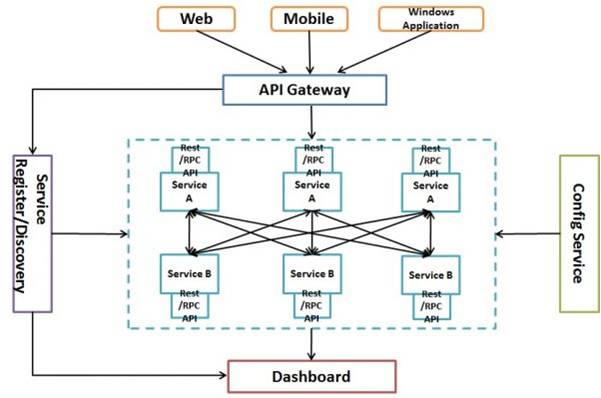 Web
Mobile
Windows
Application
API Gateway
Rest
/RPC
API
Service
A
Rest
/RPC
API
Service
A
Rest
/RPC
API
Service
A
Service
Register/Discovery
Config Service
Service B
Rest
/RPC
API
Service B
Rest
/RPC
API
Service B
Rest
/RPC
API
Dashboard